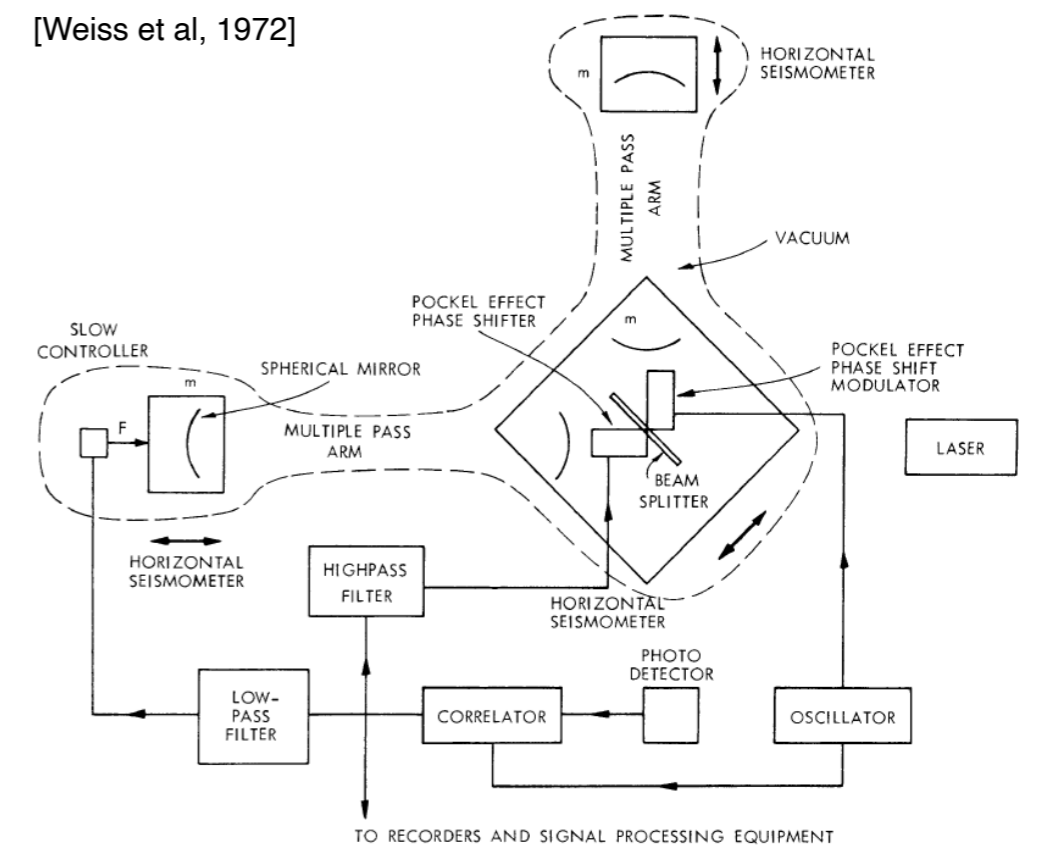 [Weiss et al, 1972]
m
HORIZONTAL
SEISMOMETER
MULTIPLE PASS
ARM
VACUUM
POCKEL EFFECT
PHASE SHIFTER
m
SLOW
CONTROLLER
SPHERICAL MIRROR
POCKEL EFFECT
PHASE SHIFT
MODULATOR
m
F
MULTIPLE PASS
ARM
LASER
BEAM
SPLITTER
HORIZONTAL
SEISMOMETER
HIGHPASS
FILTER
HORIZONTAL
SEISMOMETER
PHOTO
DETECTOR
LOW-
PASS
FILTER
CORRELATOR
OSCILLATOR
TO RECORDERS AND SIGNAL PROCESSING EQUIPMENT